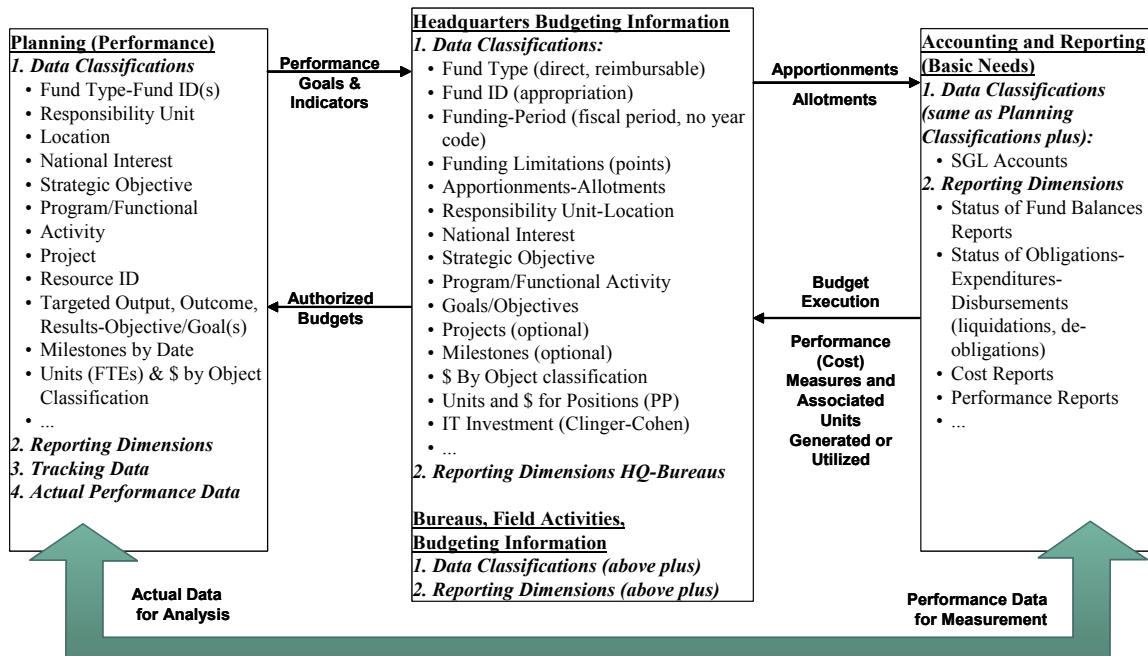 Planning (Performance)
1. Data Classifications
• Fund Type-Fund ID(s)
• Responsibility Unit
• Location
• National Interest
• Strategic Objective
• Program/Functional
• Activity
• Project
• Resource ID
• Targeted Output, Outcome,
Results-Objective/Goal(s)
• Milestones by Date
• Units (FTEs) & $ by Object
Classification
• ...
2. Reporting Dimensions
3. Tracking Data
4. Actual Performance Data
Performance
Goals &
Indicators
Authorized
Budgets
Headquarters Budgeting Information
1. Data Classifications:
• Fund Type (direct, reimbursable)
• Fund ID (appropriation)
• Funding-Period (fiscal period, no year
code)
• Funding Limitations (points)
• Apportionments-Allotments
• Responsibility Unit-Location
• National Interest
• Strategic Objective
• Program/Functional Activity
• Goals/Objectives
• Projects (optional)
• Milestones (optional)
• $ By Object classification
• Units and $ for Positions (PP)
• IT Investment (Clinger-Cohen)
• ...
2. Reporting Dimensions HQ-Bureaus
Bureaus, Field Activities,
Budgeting Information
1. Data Classifications (above plus)
2. Reporting Dimensions (above plus)
Apportionments
Allotments
Budget
Execution
Performance
(Cost)
Measures and
Associated
Units
Generated or
Utilized
Accounting and Reporting
(Basic Needs)
1. Data Classifications
(same as Planning
Classifications plus):
• SGL Accounts
2. Reporting Dimensions
• Status of Fund Balances
Reports
• Status of Obligations-
Expenditures-
Disbursements
(liquidations, de-
obligations)
• Cost Reports
• Performance Reports
• ...
Actual Data
for Analysis
Performance Data
for Measurement